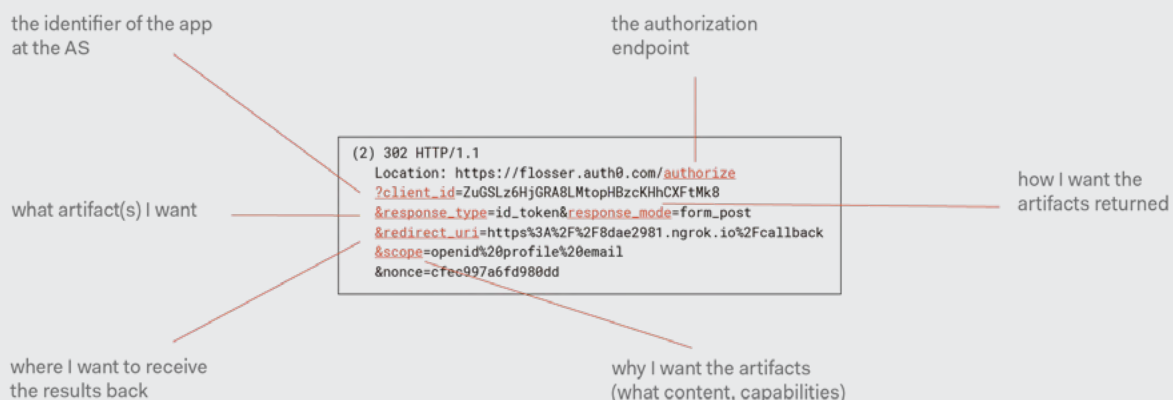 the identifier of the app
at the AS
the authorization
endpoint
(2) 302 HTTP/1.1
Location: https://flosser.auth0.com/authorize
?client_id=ZuGSLz6HjGRA8LMtopHBzcKHhCXFtMk8
&response_type=id_token&response_mode=form_post
&redirect_uri=https%3A%2F%2F8dae2981.ngrok.io%2Fcallback
&scope=openid%20profile%20email
&nonce=cfec997a6fd980dd
how I want the
artifacts returned
what artifact(s) I want
where I want to receive
the results back
why I want the artifacts
(what content, capabilities)